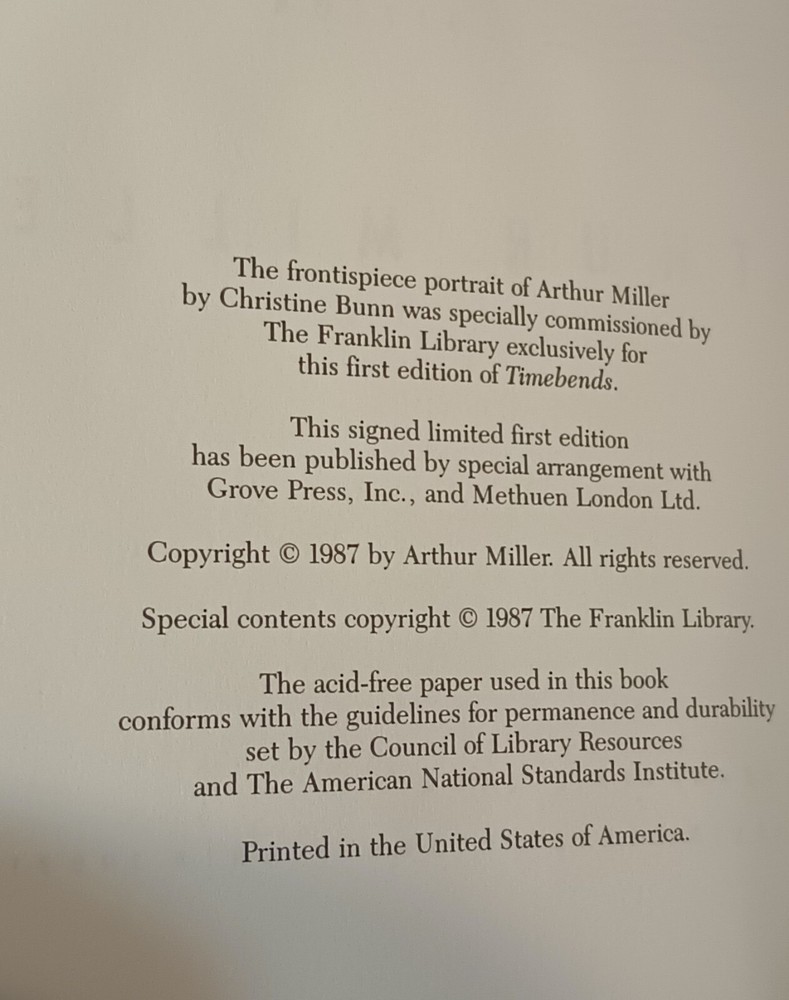 The frontispiece portrait of Arthur Miller
by Christine Bunn was specially commissioned by
The Franklin Library exclusively for
this first edition of Timebends.
This signed limited first edition
has been published by special arrangement with
Grove Press, Inc., and Methuen London Ltd.
Copyright © 1987 by Arthur Miller. All rights reserved.
Special contents copyright © 1987 The Franklin Library.
The acid-free paper used in this book
conforms with the guidelines for permanence and durability
set by the Council of Library Resources
and The American National Standards Institute.
Printed in the United States of America.